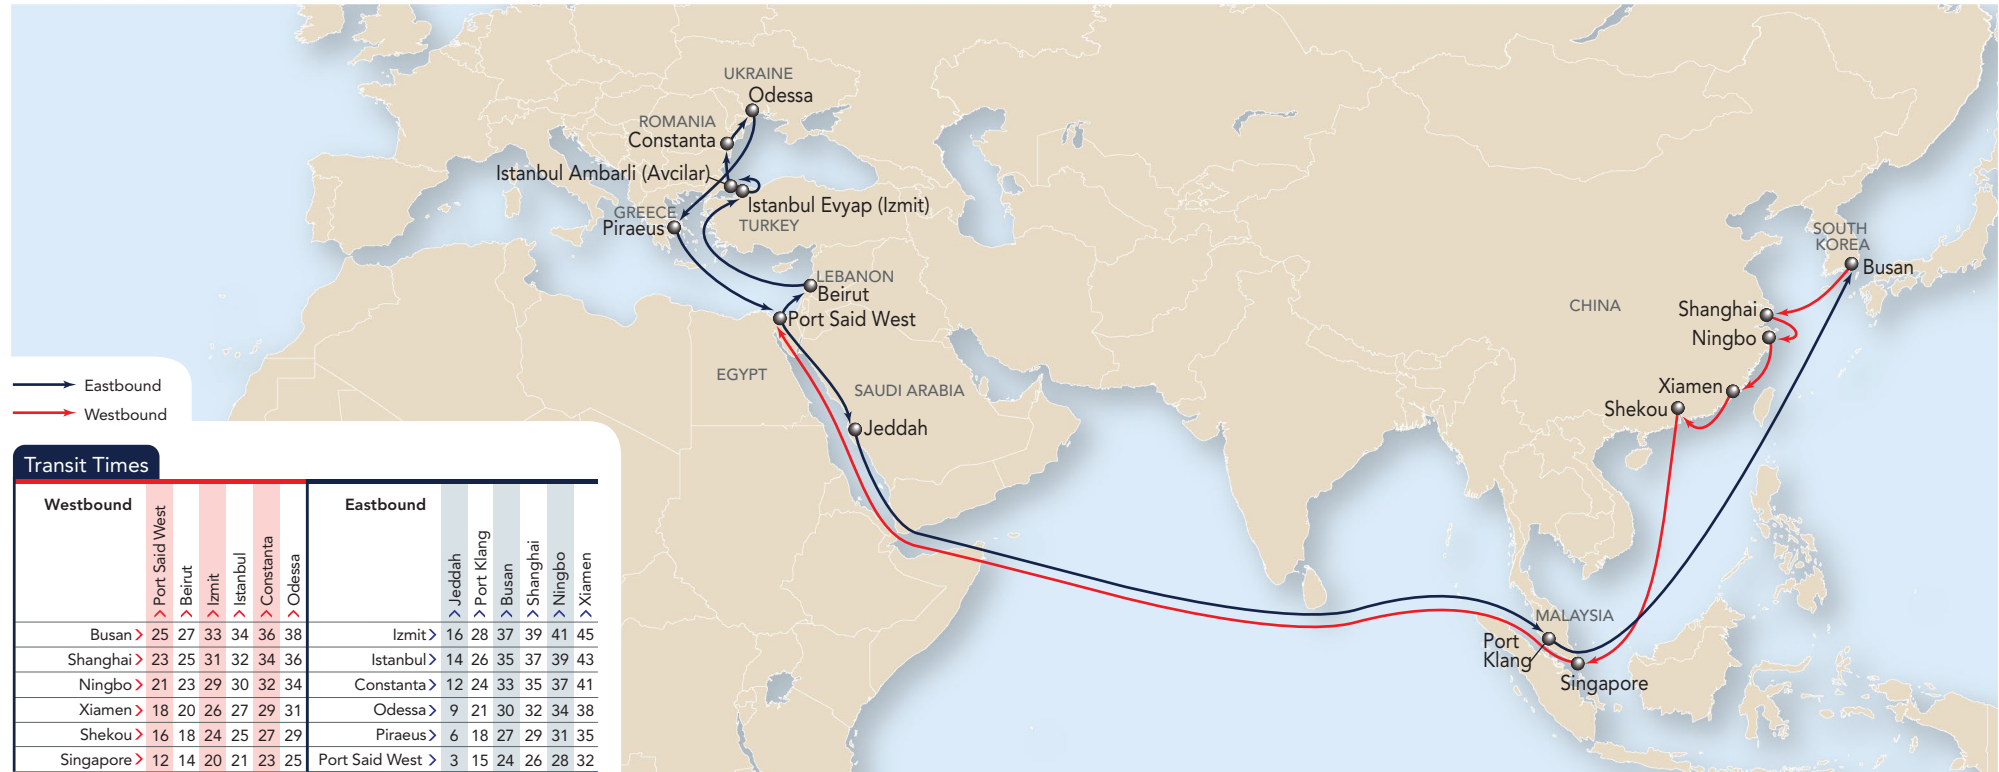 UKRAINE
Odessa
ROMANIA
Constanta
Istanbul Ambarli (Avcilar)
Istanbul Evyap (Izmit)
GREECE
Piraeus
TURKEY
LEBANON
Beirut
Port Said West
EGYPT
SAUDI ARABIA
Jeddah
SOUTH
KOREA
Busan
CHINA
Shanghai
Ningbo
Xiamen
Shekou
MALAYSIA
Port
Klang
Singapore
Eastbound
Westbound
Transit Times
Westbound Port Said West Beirut Izmit Istanbul Constanta Odessa Eastbound Jeddah Port Klang Busan Shanghai Ningbo Xiamen
Busan 25 27 33 34 36 38 Izmit 16 28 37 39 41 45
Shanghai 23 25 31 32 34 36 Istanbul 14 26 35 37 39 43
Ningbo 21 23 29 30 32 34 Constanta 12 24 33 35 37 41
Xiamen 18 20 26 27 29 31 Odessa 9 21 30 32 34 38
Shekou 16 18 24 25 27 29 Piraeus 6 18 27 29 31 35
Singapore 12 14 20 21 23 25 Port Said West 3 15 24 26 28 32